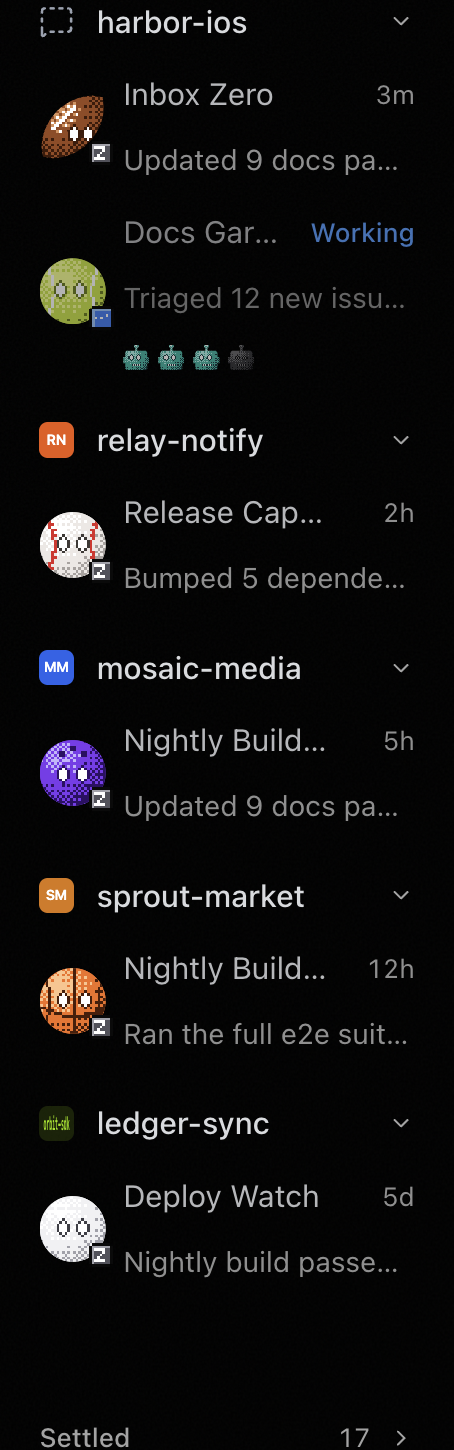 harbor-ios
Inbox Zero 3m
Updated 9 docs pa...
Docs Gar... Working
Triaged 12 new issu...
RN relay-notify
Release Cap... 2h
Bumped 5 depende...
MM mosaic-media
Nightly Build... 5h
Updated 9 docs pa...
SM sprout-market
Nightly Build... 12h
Ran the full e2e suit...
orbit-sdk ledger-sync
Deploy Watch 5d
Nightly build passe...
Settled 17